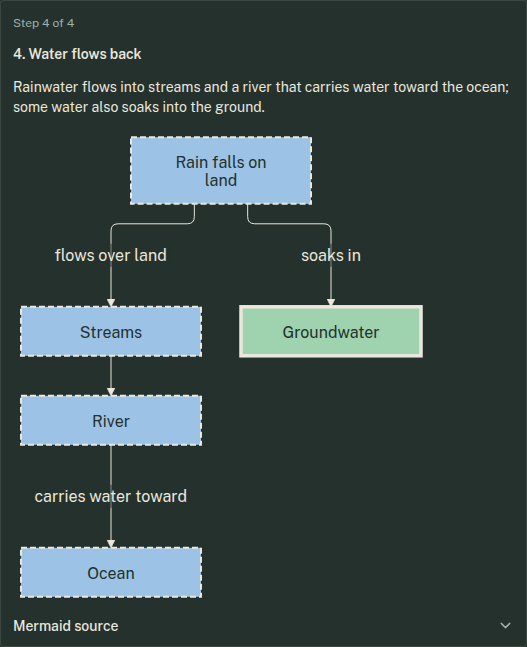 Step 4 of 4
4. Water flows back
Rainwater flows into streams and a river that carries water toward the ocean;
some water also soaks into the ground.
Rain falls on
land
flows over land
soaks in
Streams
Groundwater
River
carries water toward
Ocean
Mermaid source